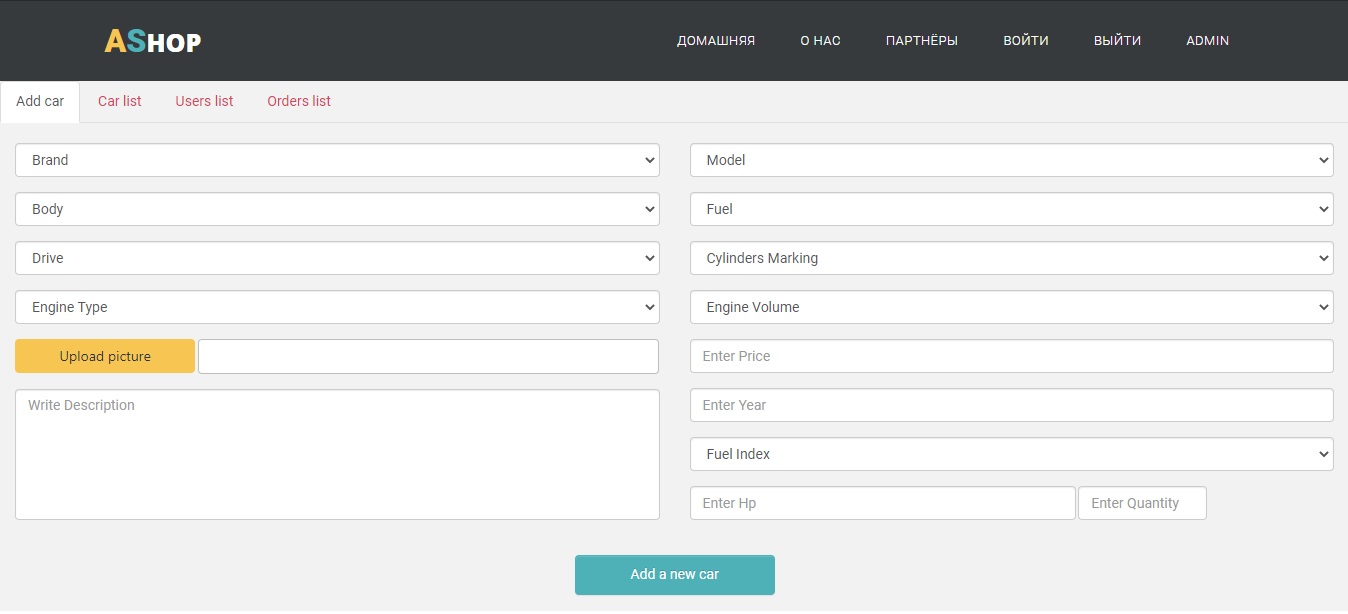 ASHOP
ДОМАШНЯЯ О НАС ПАРТНЁРЫ ВОЙТИ ВЫЙТИ ADMIN
Add car Car list Users list Orders list
Brand Model
Body Fuel
Drive Cylinders Marking
Engine Type Engine Volume
Upload picture Enter Price
Write Description Enter Year
Fuel Index
Enter Hp Enter Quantity
Add a new car